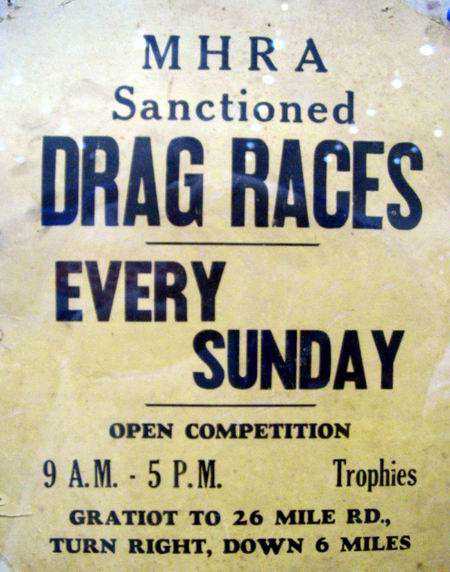 MHRA
Sanctioned
DRAG RACES
EVERY
SUNDAY
OPEN COMPETITION
9 A.M. - 5 P.M. Trophies
GRATIOT TO 26 MILE RD.,
TURN RIGHT, DOWN 6 MILES